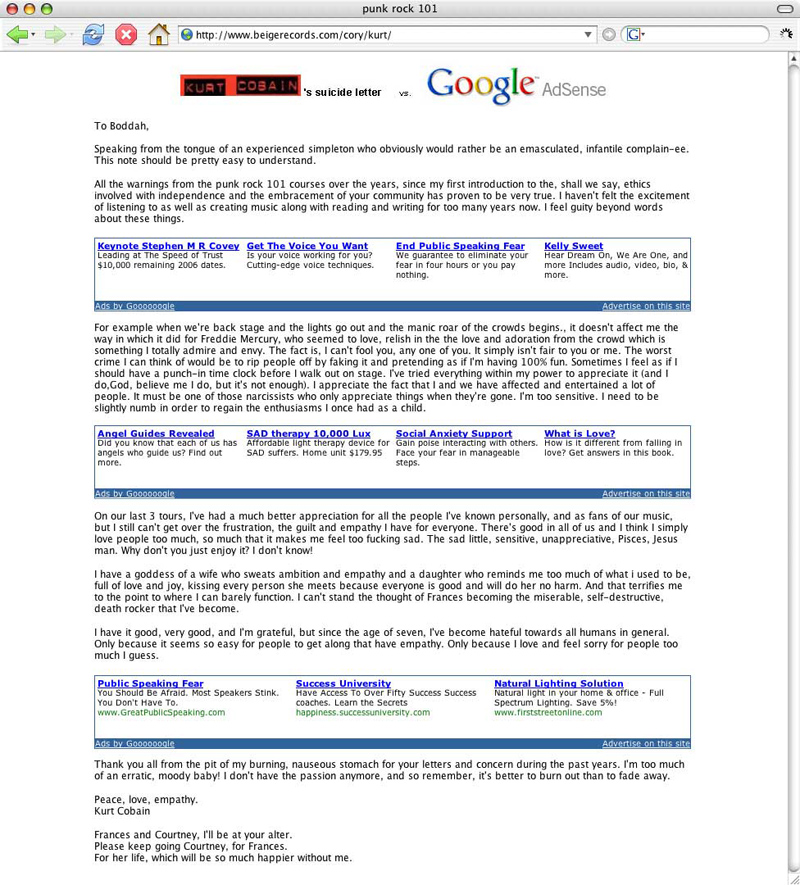 punk rock 101
http://www.beigerecords.com/cory/kurt/
G
KURT COBAIN 's suicide letter vs. Google™ AdSense
To Boddah,
Speaking from the tongue of an experienced simpleton who obviously would rather be an emasculated, infantile complain-ee.
This note should be pretty easy to understand.
All the warnings from the punk rock 101 courses over the years, since my first introduction to the, shall we say, ethics
involved with independence and the embracement of your community has proven to be very true. I haven't felt the excitement
of listening to as well as creating music along with reading and writing for too many years now. I feel guity beyond words
about these things.
Keynote Stephen M R Covey
Leading at The Speed of Trust
$10,000 remaining 2006 dates.
Get The Voice You Want
Is your voice working for you?
Cutting-edge voice techniques.
End Public Speaking Fear
We guarantee to eliminate your
fear in four hours or you pay
nothing.
Kelly Sweet
Hear Dream On, We Are One, and
more Includes audio, video, bio, &
more.
Ads by Goooooogle
Advertise on this site
For example when we're back stage and the lights go out and the manic roar of the crowds begins., it doesn't affect me the
way in which it did for Freddie Mercury, who seemed to love, relish in the the love and adoration from the crowd which is
something I totally admire and envy. The fact is, I can't fool you, any one of you. It simply isn't fair to you or me. The worst
crime I can think of would be to rip people off by faking it and pretending as if I'm having 100% fun. Sometimes I feel as if I
should have a punch-in time clock before I walk out on stage. I've tried everything within my power to appreciate it (and I
do,God, believe me I do, but it's not enough). I appreciate the fact that I and we have affected and entertained a lot of
people. It must be one of those narcissists who only appreciate things when they're gone. I'm too sensitive. I need to be
slightly numb in order to regain the enthusiasms I once had as a child.
Angel Guides Revealed
Did you know that each of us has
angels who guide us? Find out
more.
SAD therapy 10,000 Lux
Affordable light therapy device for
SAD suffers. Home unit $179.95
Social Anxiety Support
Gain poise interacting with others.
Face your fear in manageable
steps.
What is Love?
How is it different from falling in
love? Get answers in this book.
Ads by Goooooogle
Advertise on this site
On our last 3 tours, I've had a much better appreciation for all the people I've known personally, and as fans of our music,
but I still can't get over the frustration, the guilt and empathy I have for everyone. There's good in all of us and I think I simply
love people too much, so much that it makes me feel too fucking sad. The sad little, sensitive, unappreciative, Pisces, Jesus
man. Why don't you just enjoy it? I don't know!
I have a goddess of a wife who sweats ambition and empathy and a daughter who reminds me too much of what i used to be,
full of love and joy, kissing every person she meets because everyone is good and will do her no harm. And that terrifies me
to the point to where I can barely function. I can't stand the thought of Frances becoming the miserable, self-destructive,
death rocker that I've become.
I have it good, very good, and I'm grateful, but since the age of seven, I've become hateful towards all humans in general.
Only because it seems so easy for people to get along that have empathy. Only because I love and feel sorry for people too
much I guess.
Public Speaking Fear
You Should Be Afraid. Most Speakers Stink.
You Don't Have To.
www.GreatPublicSpeaking.com
Success University
Have Access To Over Fifty Success Success
coaches. Learn the Secrets
happiness.successuniversity.com
Natural Lighting Solution
Natural light in your home & office - Full
Spectrum Lighting. Save 5%!
www.firststreetonline.com
Ads by Goooooogle
Advertise on this site
Thank you all from the pit of my burning, nauseous stomach for your letters and concern during the past years. I'm too much
of an erratic, moody baby! I don't have the passion anymore, and so remember, it's better to burn out than to fade away.
Peace, love, empathy.
Kurt Cobain
Frances and Courtney, I'll be at your alter.
Please keep going Courtney, for Frances.
For her life, which will be so much happier without me.